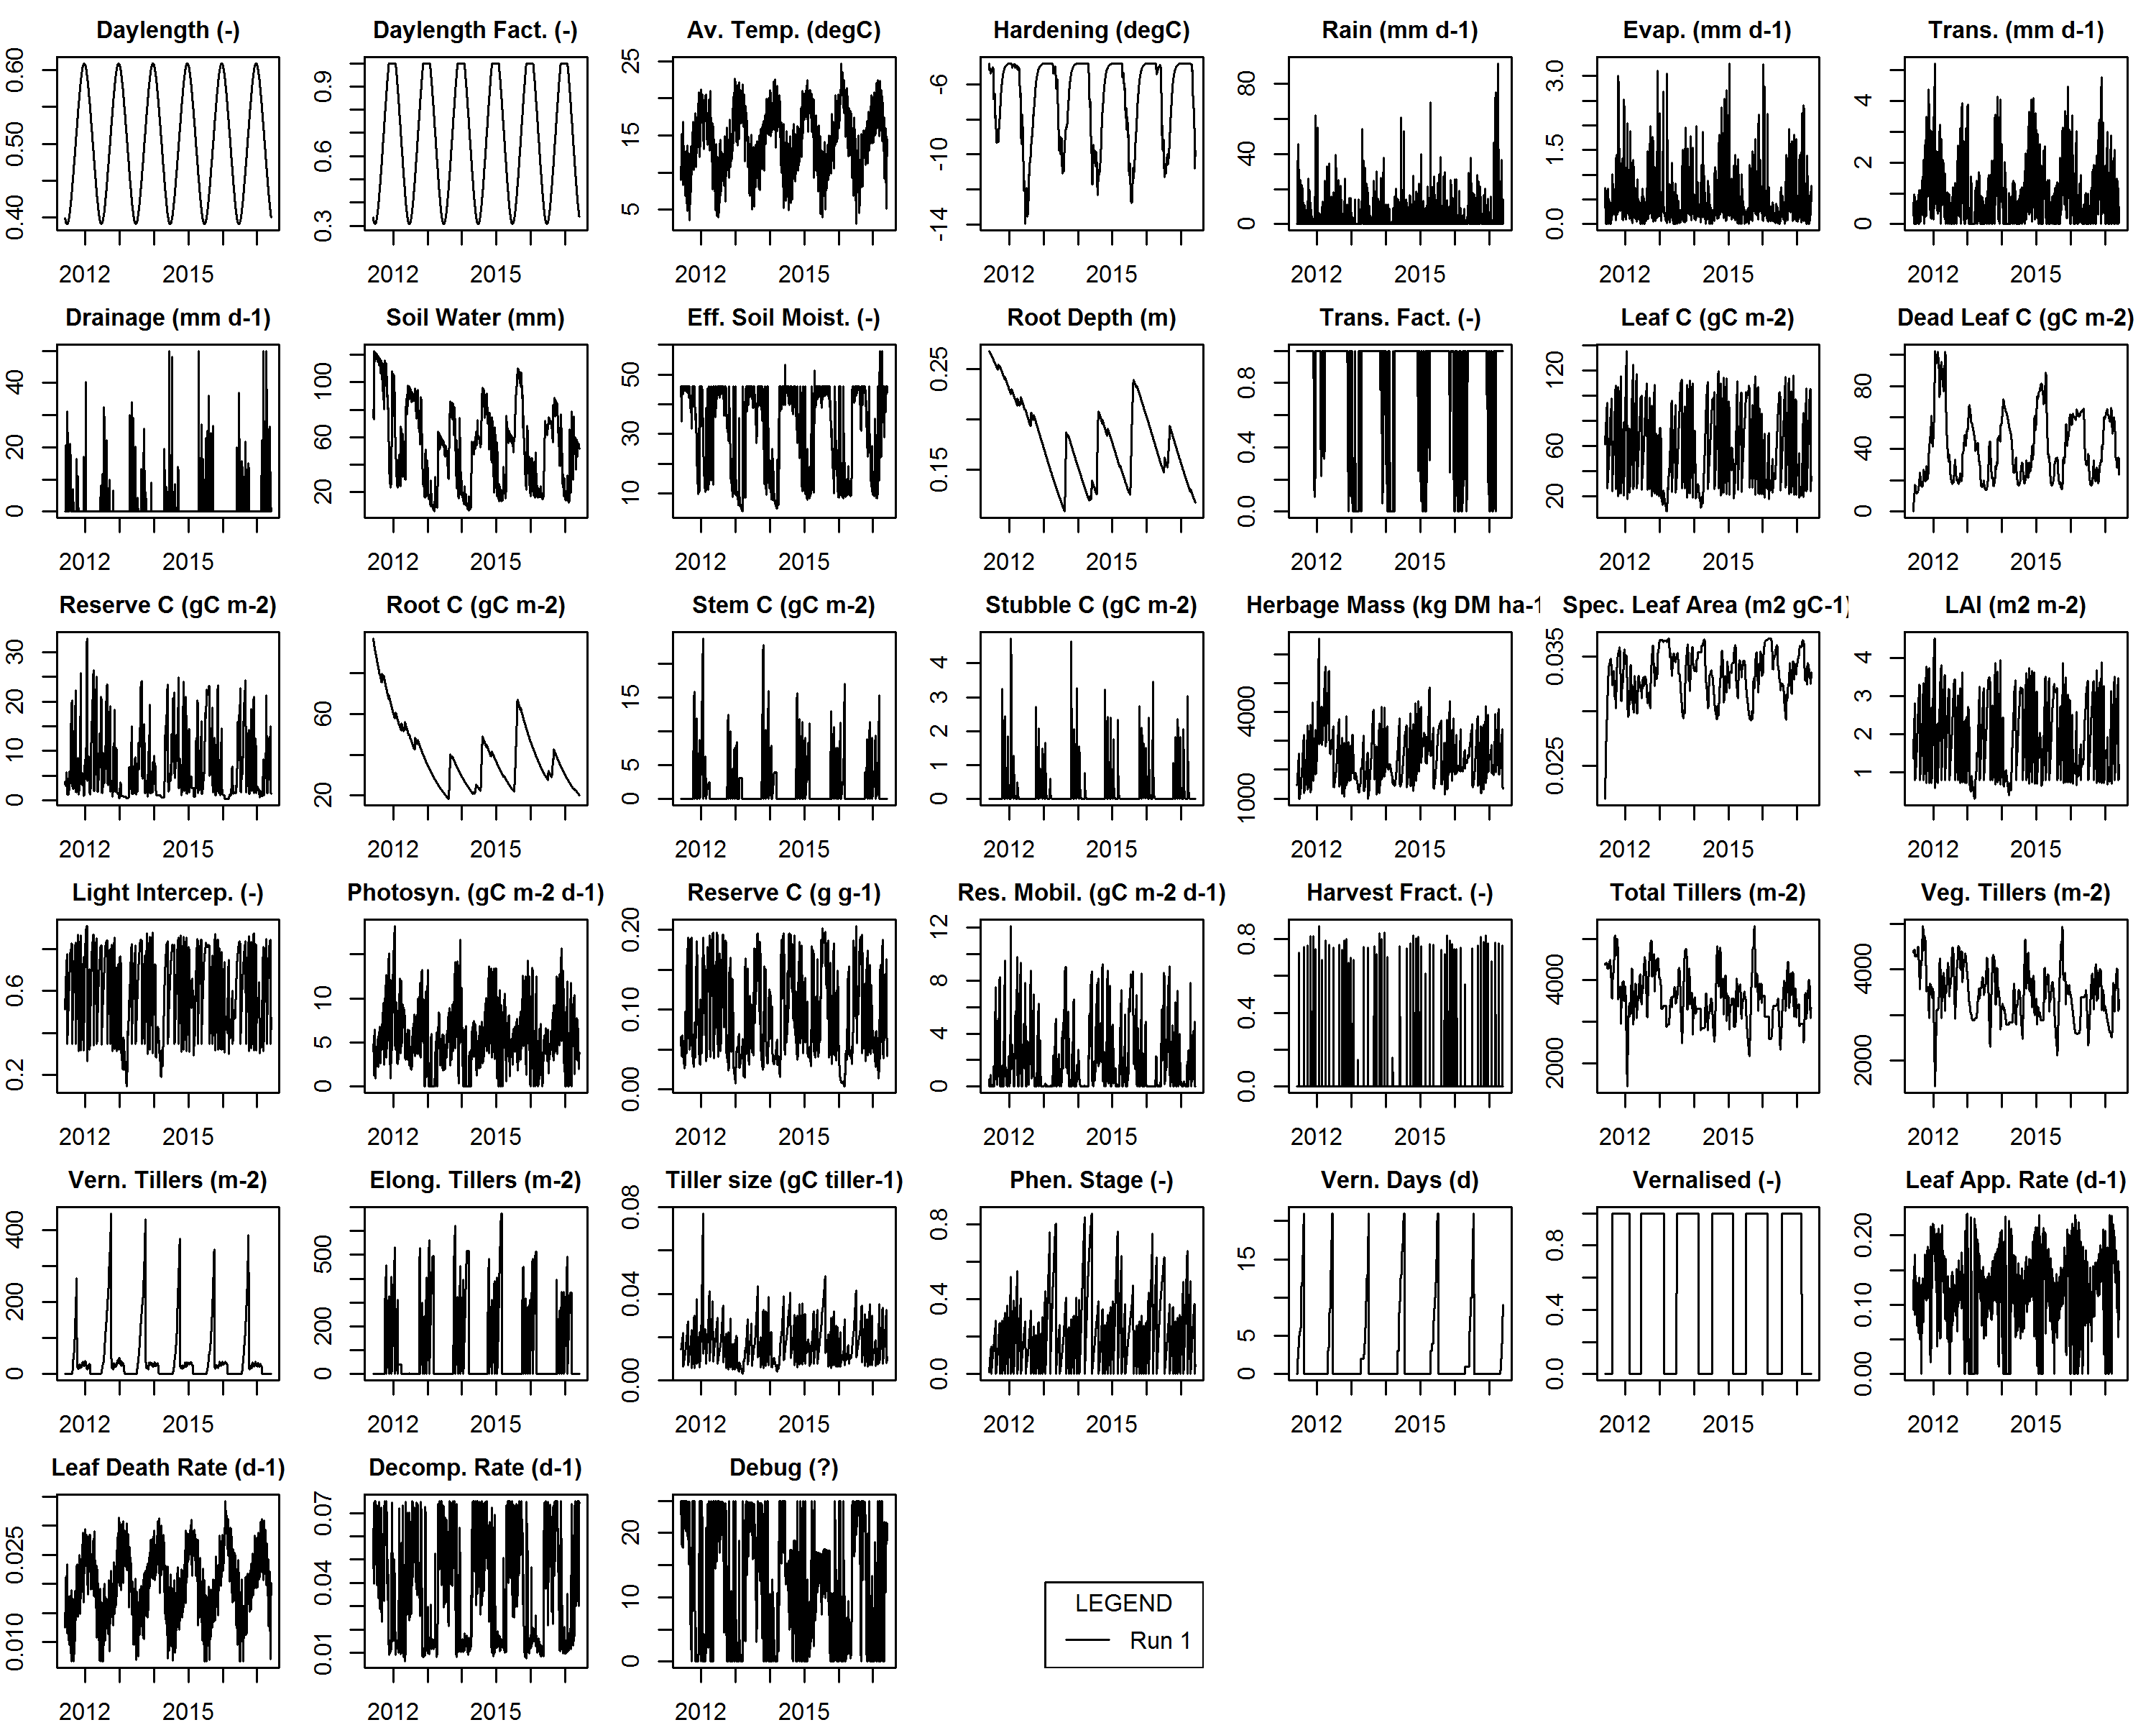 Daylength (-)
Daylength Fact. (-)
Av. Temp. (degC)
Hardening (degC)
Rain (mm d-1)
Evap. (mm d-1)
Trans. (mm d-1)
0.40 0.50 0.60
0.3 0.6 0.9
5 15 25
-14 -10 -6
0 40 80
0.0 1.5 3.0
0 2 4
2012 2015
2012 2015
2012 2015
2012 2015
2012 2015
2012 2015
2012 2015
Drainage (mm d-1)
Soil Water (mm)
Eff. Soil Moist. (-)
Root Depth (m)
Trans. Fact. (-)
Leaf C (gC m-2)
Dead Leaf C (gC m-2)
0 20 40
20 60 100
10 30 50
0.15 0.25
0.0 0.4 0.8
20 60 120
0 40 80
2012 2015
2012 2015
2012 2015
2012 2015
2012 2015
2012 2015
2012 2015
Reserve C (gC m-2)
Root C (gC m-2)
Stem C (gC m-2)
Stubble C (gC m-2)
Herbage Mass (kg DM ha-1
Spec. Leaf Area (m2 gC-1)
LAI (m2 m-2)
0 10 20 30
20 60
0 5 15
0 1 2 3 4
1000 4000
0.025 0.035
1 2 3 4
2012 2015
2012 2015
2012 2015
2012 2015
2012 2015
2012 2015
2012 2015
Light Intercep. (-)
Photosyn. (gC m-2 d-1)
Reserve C (g g-1)
Res. Mobil. (gC m-2 d-1)
Harvest Fract. (-)
Total Tillers (m-2)
Veg. Tillers (m-2)
0.2 0.6
0 5 10
0.00 0.10 0.20
0 4 8 12
0.0 0.4 0.8
2000 4000
2000 4000
2012 2015
2012 2015
2012 2015
2012 2015
2012 2015
2012 2015
2012 2015
Vern. Tillers (m-2)
Elong. Tillers (m-2)
Tiller size (gC tiller-1)
Phen. Stage (-)
Vern. Days (d)
Vernalised (-)
Leaf App. Rate (d-1)
0 200 400
0 200 500
0.00 0.04 0.08
0.0 0.4 0.8
0 5 15
0.0 0.4 0.8
0.00 0.10 0.20
2012 2015
2012 2015
2012 2015
2012 2015
2012 2015
2012 2015
2012 2015
Leaf Death Rate (d-1)
Decomp. Rate (d-1)
Debug (?)
0.010 0.025
0.01 0.04 0.07
0 10 20
LEGEND
Run 1
2012 2015
2012 2015
2012 2015